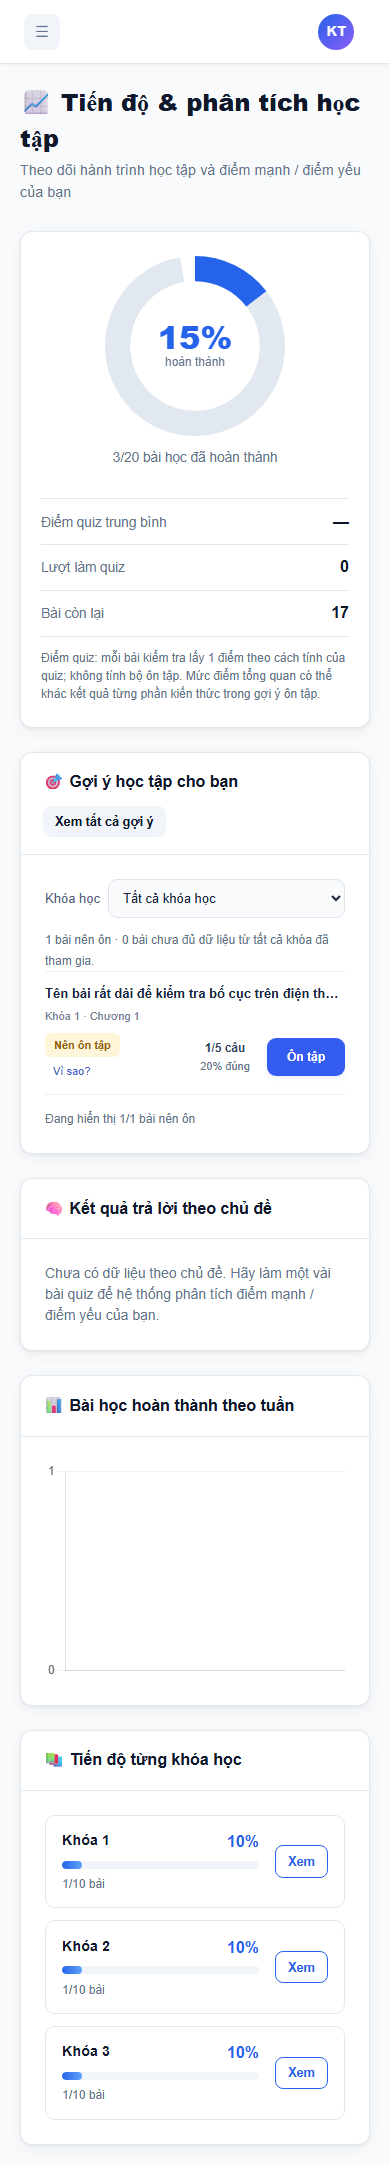 ☰
KT
📈 Tiến độ & phân tích học
tập
Theo dõi hành trình học tập và điểm mạnh / điểm yếu
của bạn
15%
hoàn thành
3/20 bài học đã hoàn thành
Điểm quiz trung bình —
Lượt làm quiz 0
Bài còn lại 17
Điểm quiz: mỗi bài kiểm tra lấy 1 điểm theo cách tính của
quiz; không tính bộ ôn tập. Mức điểm tổng quan có thể
khác kết quả từng phần kiến thức trong gợi ý ôn tập.
🎯 Gợi ý học tập cho bạn
Xem tất cả gợi ý
Khóa học Tất cả khóa học
1 bài nên ôn · 0 bài chưa đủ dữ liệu từ tất cả khóa đã
tham gia.
Tên bài rất dài để kiểm tra bố cục trên điện th...
Khóa 1 · Chương 1
Nên ôn tập
Vì sao?
1/5 câu
20% đúng
Ôn tập
Đang hiển thị 1/1 bài nên ôn
🧠 Kết quả trả lời theo chủ đề
Chưa có dữ liệu theo chủ đề. Hãy làm một vài
bài quiz để hệ thống phân tích điểm mạnh /
điểm yếu của bạn.
📊 Bài học hoàn thành theo tuần
1
0
📚 Tiến độ từng khóa học
Khóa 1 10%
1/10 bài
Xem
Khóa 2 10%
1/10 bài
Xem
Khóa 3 10%
1/10 bài
Xem